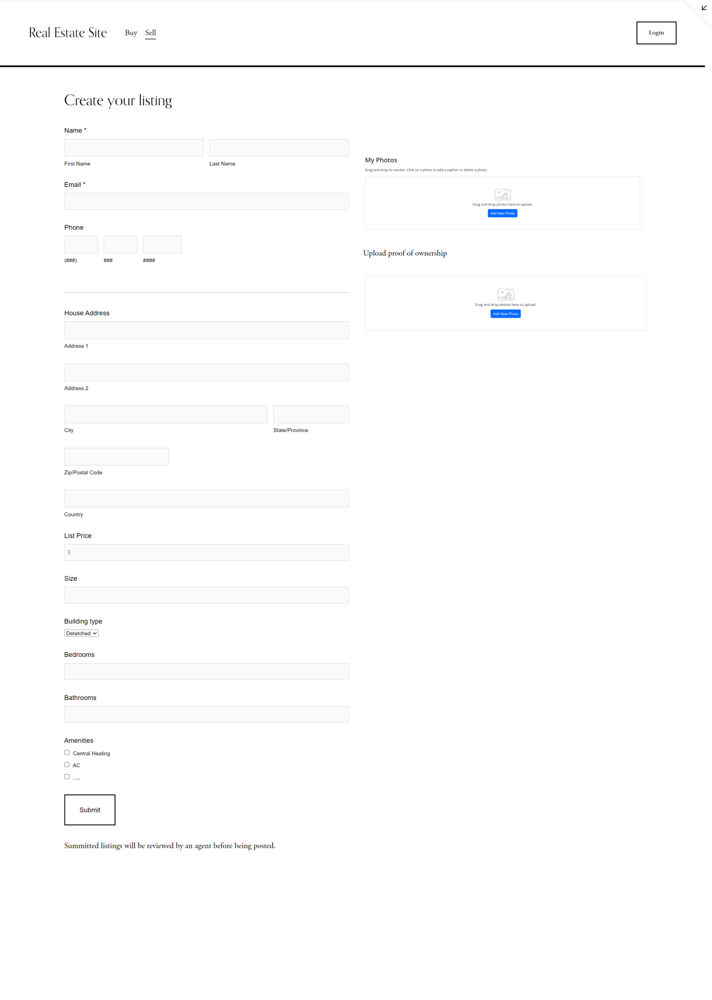 Real Estate Site
Buy
Sell
Login
Create your listing
Name *
First Name
Last Name
Email *
Phone
(###)
###
####
House Address
Address 1
Address 2
City
State/Province
Zip/Postal Code
Country
List Price
$
Size
Building type
Detatched
Bedrooms
Bathrooms
Amenities
Central Heating
AC
.....
Submit
Summitted listings will be reviewed by an agent before being posted.
My Photos
Drag and drop to reorder. Click on a photo to add a caption or delete a photo.
Drag and drop photos here to upload.
Add New Photo
Upload proof of ownership
Drag and drop photos here to upload.
Add New Photo